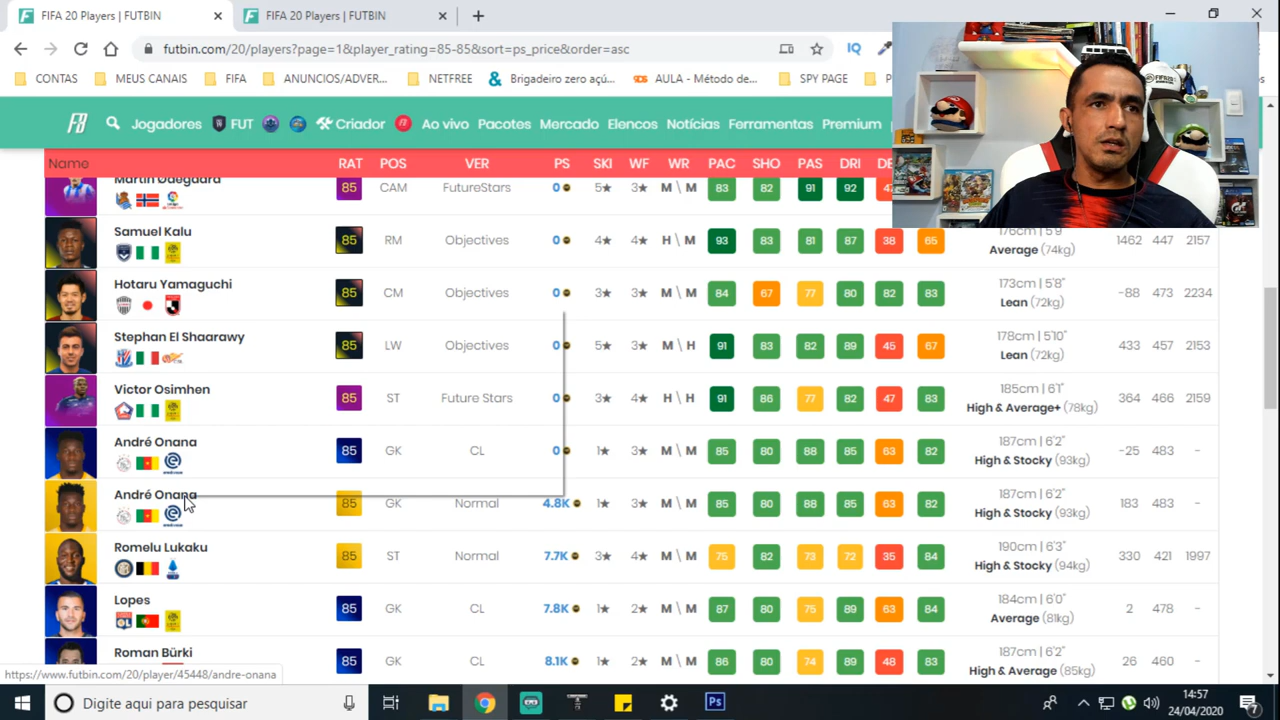 FIFA 20 Players | FUTBIN
FIFA 20 Players | FUTBIN
CONTAS
MEUS CANAIS
FIFA
ANUNCIOS/ADVER...
NETFREE
Brigadeiro zero açú...
AULA - Método de...
SPY PAGE
Jogadores FUT Criador Ao vivo Pacotes Mercado Elencos Notícias Ferramentas Premium
Name RAT POS VER PS SKI WF WR PAC SHO PAS DRI
Martin Ødegaard
85 CAM FutureStars 0 5★ 3★ M \ M 83 82 91 92
Samuel Kalu
85 RM Objectives 0 4★ 4★ H \ M 93 83 81 87 38 65
Average (74kg) 1462 447 2157
Hotaru Yamaguchi
85 CM Objectives 0 3★ 3★ M \ M 84 67 77 80 82 83
173cm | 5'8"
Lean (72kg) -88 473 2234
Stephan El Shaarawy
85 LW Objectives 0 5★ 3★ M \ H 91 83 82 89 45 67
178cm | 5'10"
Lean (72kg) 433 457 2153
Victor Osimhen
85 ST Future Stars 0 3★ 4★ H \ H 91 86 77 82 47 83
185cm | 6'1"
High & Average+ (78kg) 364 466 2159
André Onana
85 GK CL 0 1★ 3★ M \ M 85 80 88 85 63 82
187cm | 6'2"
High & Stocky (93kg) -25 483 -
André Onana
85 GK Normal 4.8K 1★ 3★ M \ M 85 80 88 85 63 82
187cm | 6'2"
High & Stocky (93kg) 183 483 -
Romelu Lukaku
85 ST Normal 7.7K 3★ 4★ M \ M 75 82 73 72 35 84
190cm | 6'3"
High & Stocky (94kg) 330 421 1997
Lopes
85 GK CL 7.8K 1★ 2★ M \ M 87 80 75 89 63 84
184cm | 6'0"
Average (81kg) 2 478 -
Roman Bürki
85 GK CL 8.1K 1★ 2★ M \ M 86 80 74 89 48 83
187cm | 6'2"
High & Average (85kg) 26 460 -
https://www.futbin.com/20/player/45448/andre-onana
Digite aqui para pesquisar
14:57
24/04/2020